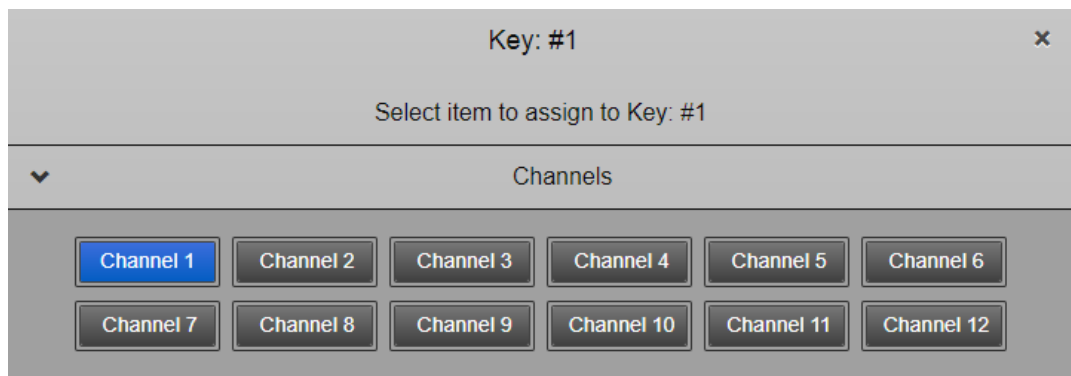 Key: #1
Select item to assign to Key: #1
Channels
Channel 1 Channel 2 Channel 3 Channel 4 Channel 5 Channel 6
Channel 7 Channel 8 Channel 9 Channel 10 Channel 11 Channel 12